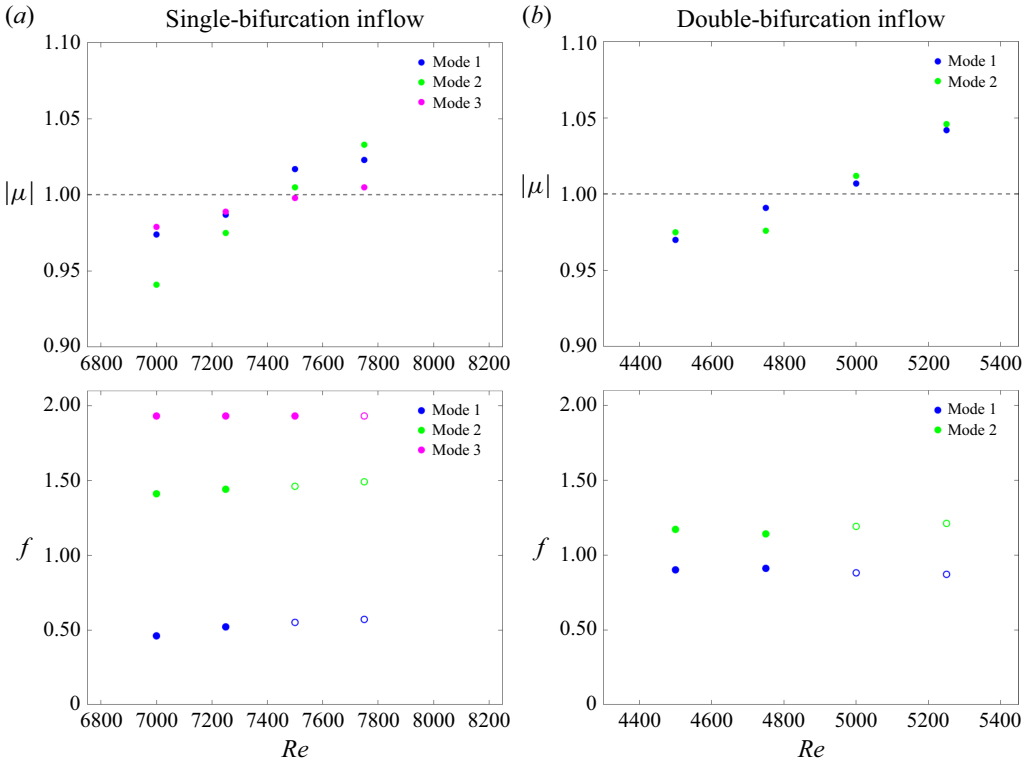 (a) Single-bifurcation inflow
1.10
1.05
1.00
0.95
0.90
|μ|
Mode 1
Mode 2
Mode 3
6800 7000 7200 7400 7600 7800 8000 8200
2.00
1.50
1.00
0.50
0
f
Mode 1
Mode 2
Mode 3
6800 7000 7200 7400 7600 7800 8000 8200
Re
(b) Double-bifurcation inflow
1.10
1.05
1.00
0.95
0.90
|μ|
Mode 1
Mode 2
4400 4600 4800 5000 5200 5400
2.00
1.50
1.00
0.50
0
f
Mode 1
Mode 2
4400 4600 4800 5000 5200 5400
Re